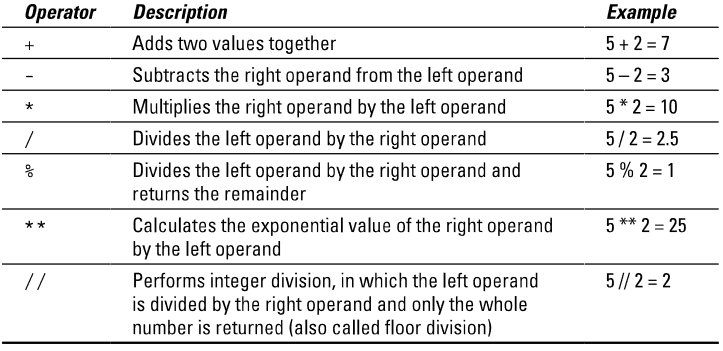 Operator Description Example
+ Adds two values together 5 + 2 = 7
– Subtracts the right operand from the left operand 5 – 2 = 3
* Multiplies the right operand by the left operand 5 * 2 = 10
/ Divides the left operand by the right operand 5 / 2 = 2.5
% Divides the left operand by the right operand and 5 % 2 = 1
returns the remainder
** Calculates the exponential value of the right operand 5 ** 2 = 25
by the left operand
// Performs integer division, in which the left operand 5 // 2 = 2
is divided by the right operand and only the whole
number is returned (also called floor division)